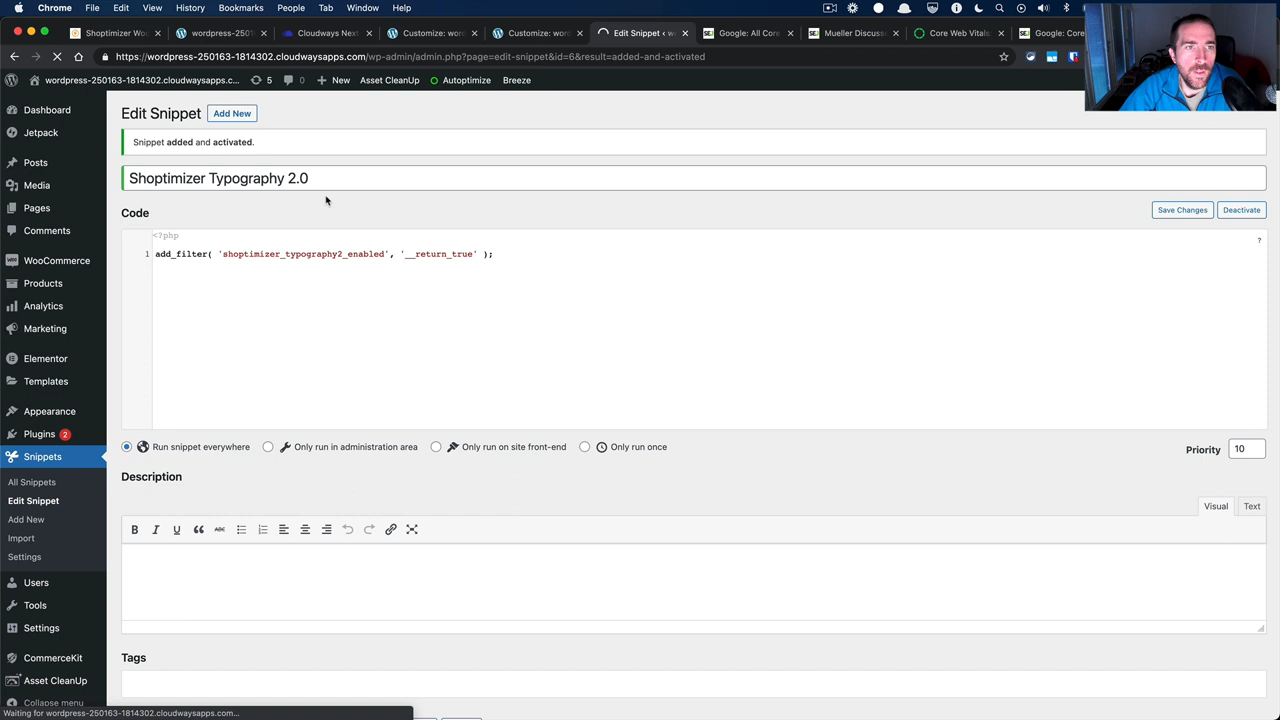 Chrome File Edit View History Bookmarks People Tab Window Help
Shoptimizer Woo
wordpress-25016
Cloudways Next-
Customize: word
Customize: word
Edit Snippet < w
Google: All Core
Mueller Discuss
Core Web Vitals
Google: Core
https://wordpress-250163-1814302.cloudwaysapps.com/wp-admin/admin.php?page=edit-snippet&id=6&result=added-and-activated
wordpress-250163-1814302.cloudwaysapps.c... 5 0 New Asset CleanUp Autoptimize Breeze
Dashboard
Jetpack
Posts
Media
Pages
Comments
WooCommerce
Products
Analytics
Marketing
Elementor
Templates
Appearance
Plugins 2
Snippets
All Snippets
Edit Snippet
Add New
Import
Settings
Users
Tools
Settings
CommerceKit
Asset CleanUp
Collapse menu
Edit Snippet Add New
Snippet added and activated.
Shoptimizer Typography 2.0
Code
Save Changes Deactivate
<?php
?
1 add_filter( 'shoptimizer_typography2_enabled', '__return_true' );
Run snippet everywhere Only run in administration area Only run on site front-end Only run once
Priority 10
Description
Visual Text
B I U ABC
Tags
Waiting for wordpress-250163-1814302.cloudwaysapps.com...